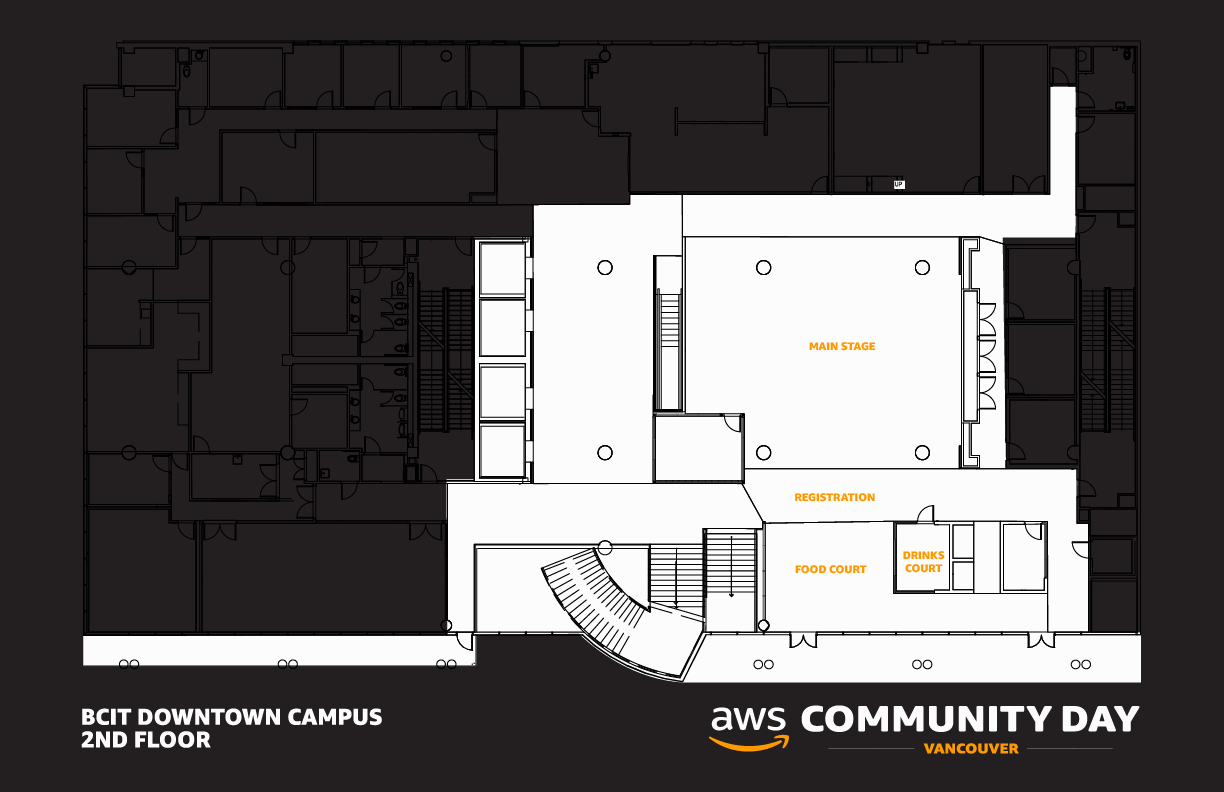 UP
MAIN STAGE
REGISTRATION
DRINKS
COURT
FOOD COURT
BCIT DOWNTOWN CAMPUS
2ND FLOOR
aws COMMUNITY DAY
VANCOUVER